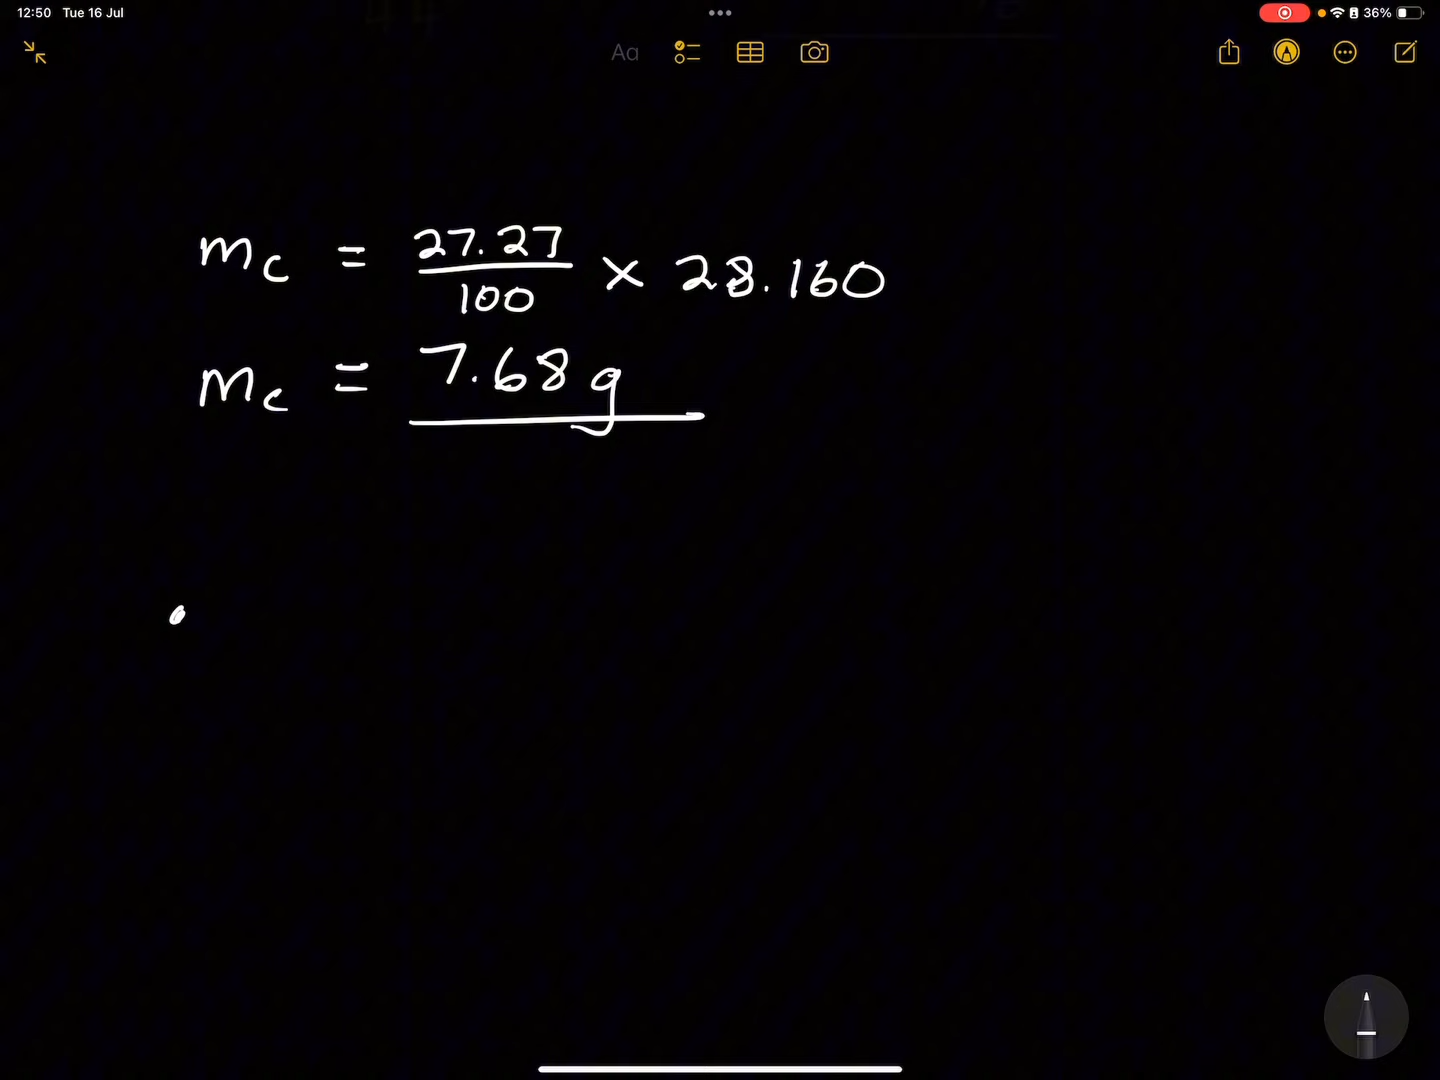 12:50 Tue 16 Jul
36%
Aa
mc = 27.27/100 × 28.160
mc = 7.68 g